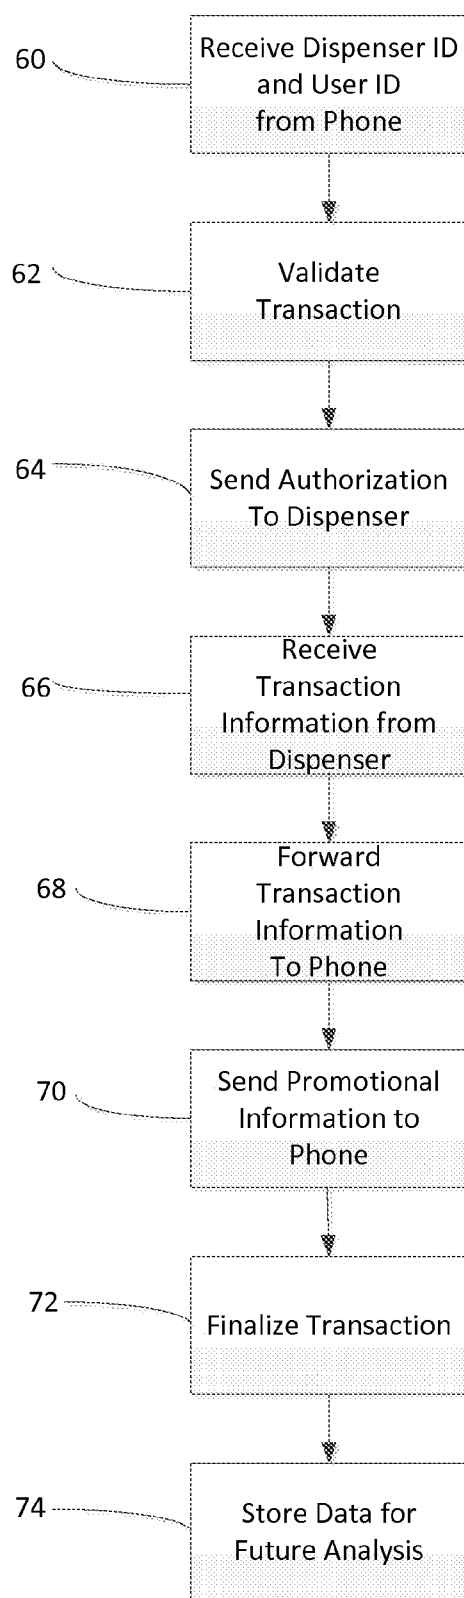 60
Receive Dispenser ID
and User ID
from Phone
62
Validate
Transaction
64
Send Authorization
To Dispenser
66
Receive
Transaction
Information from
Dispenser
68
Forward
Transaction
Information
To Phone
70
Send Promotional
Information to
Phone
72
Finalize Transaction
74
Store Data for
Future Analysis